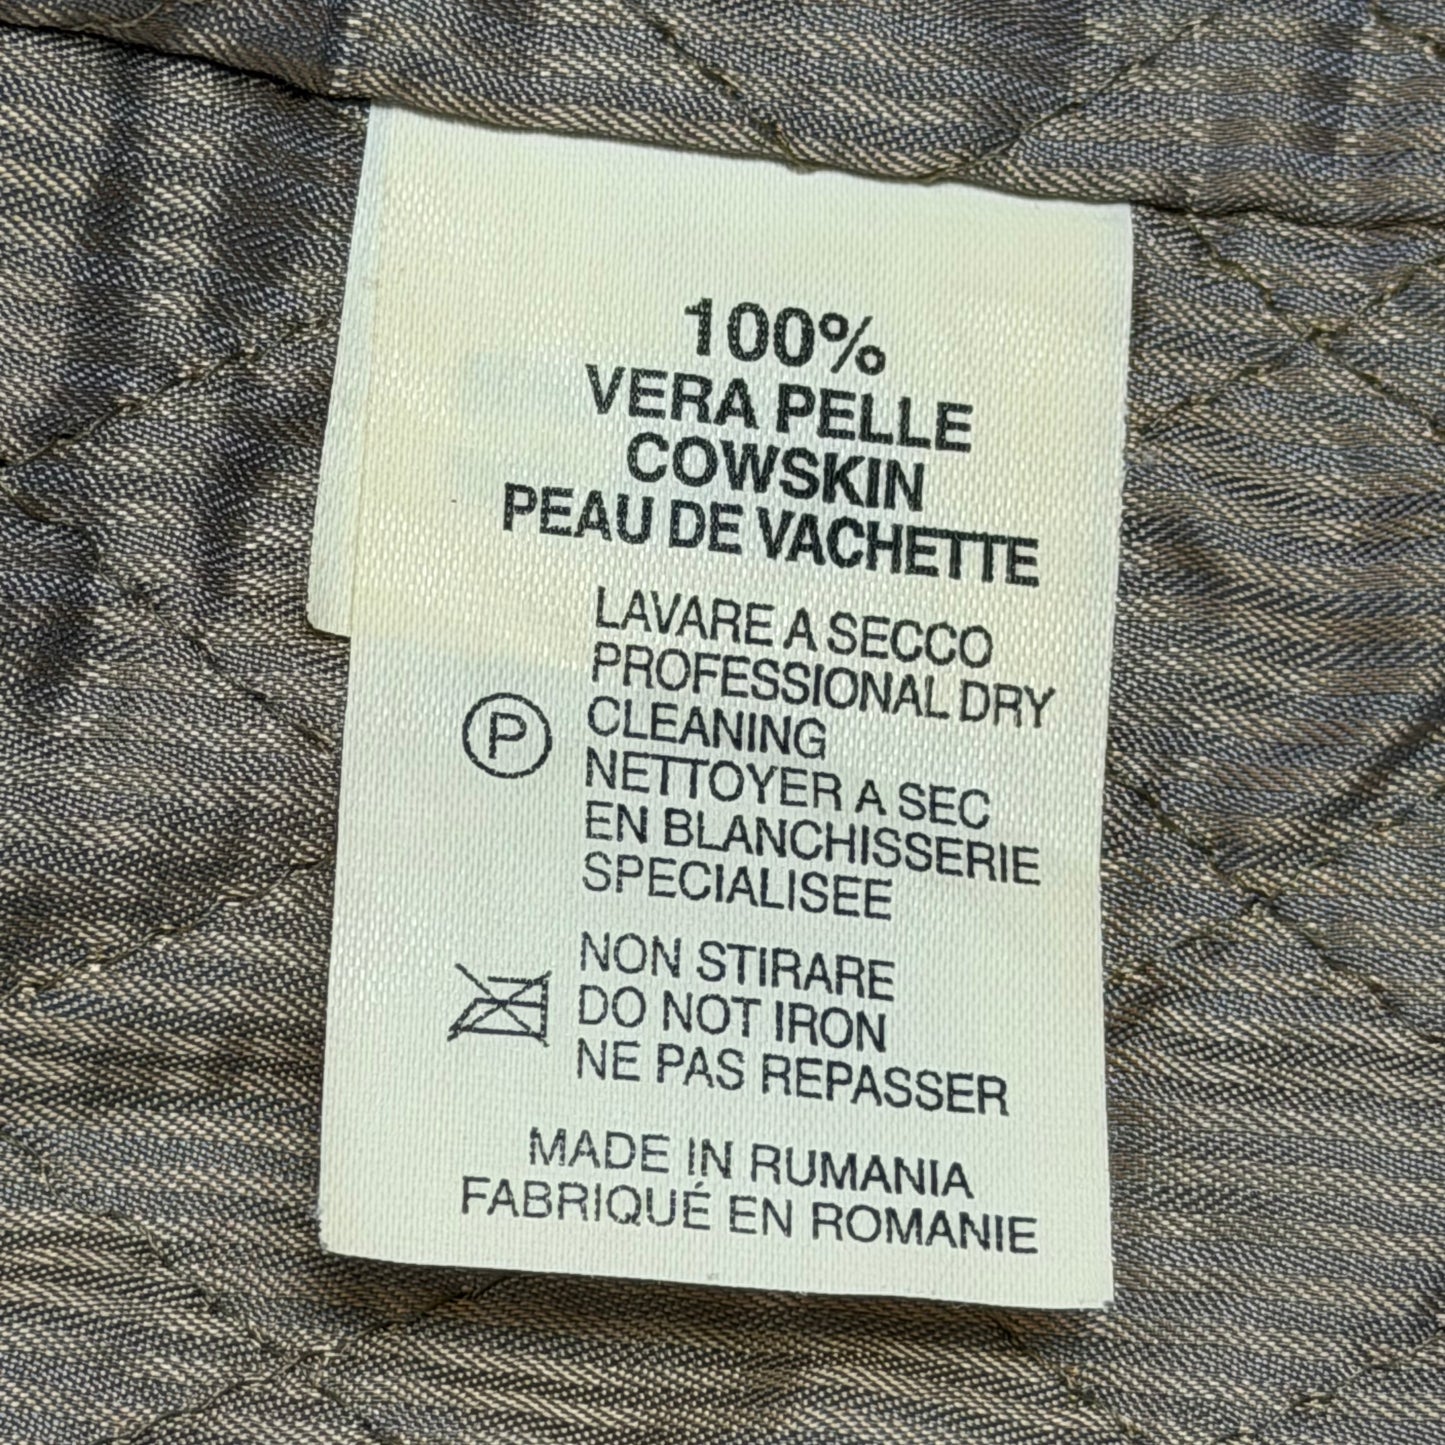 100%
VERA PELLE
COWSKIN
PEAU DE VACHETTE
LAVARE A SECCO
PROFESSIONAL DRY
CLEANING
P
NETTOYER A SEC
EN BLANCHISSERIE
SPECIALISEE
NON STIRARE
DO NOT IRON
NE PAS REPASSER
MADE IN RUMANIA
FABRIQUÉ EN ROMANIE